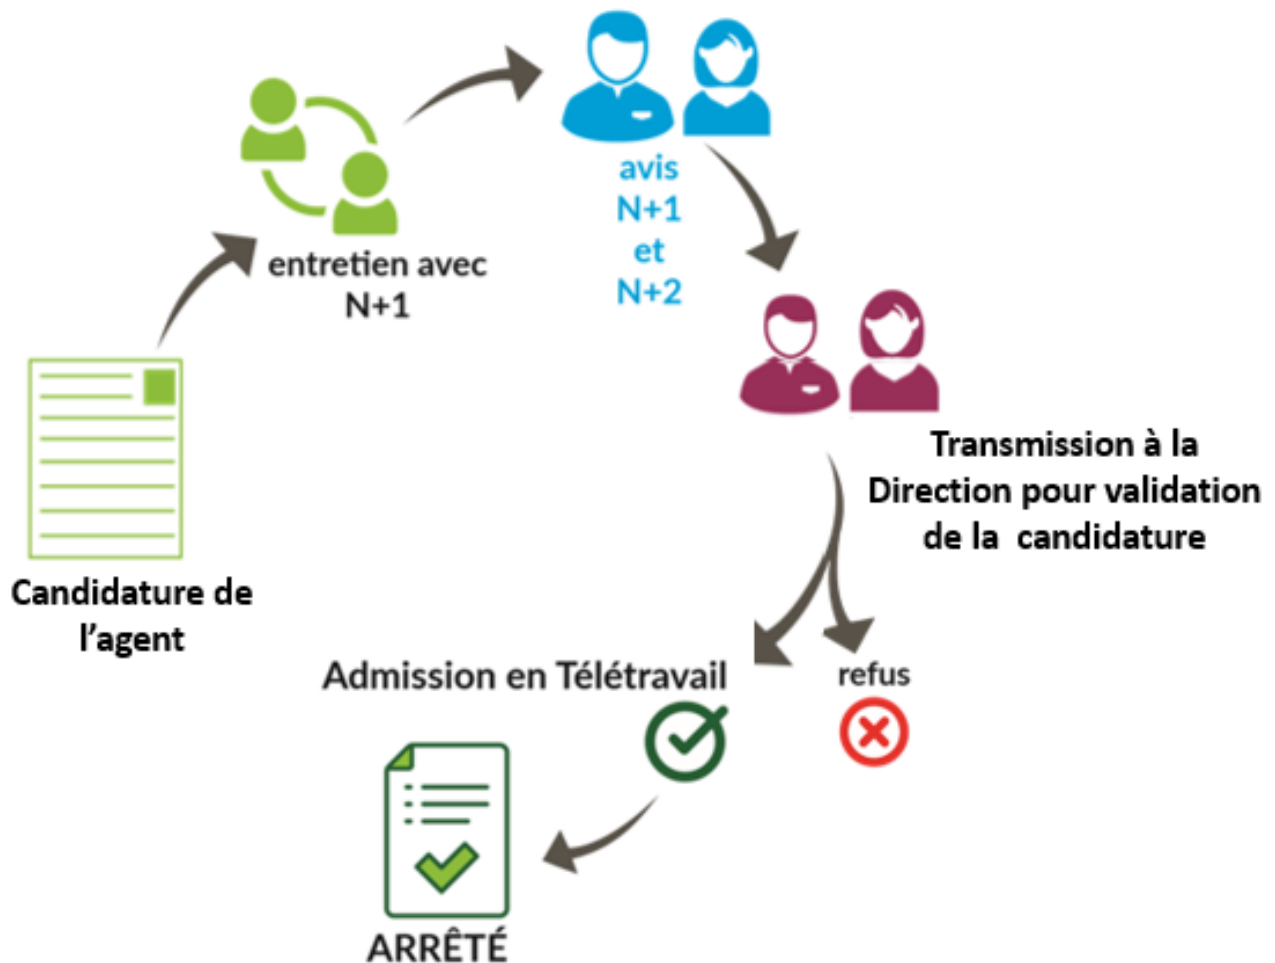 Candidature de
l'agent
entretien avec
N+1
avis
N+1
et
N+2
Transmission à la
Direction pour validation
de la candidature
Admission en Télétravail
refus
ARRÊTÉ